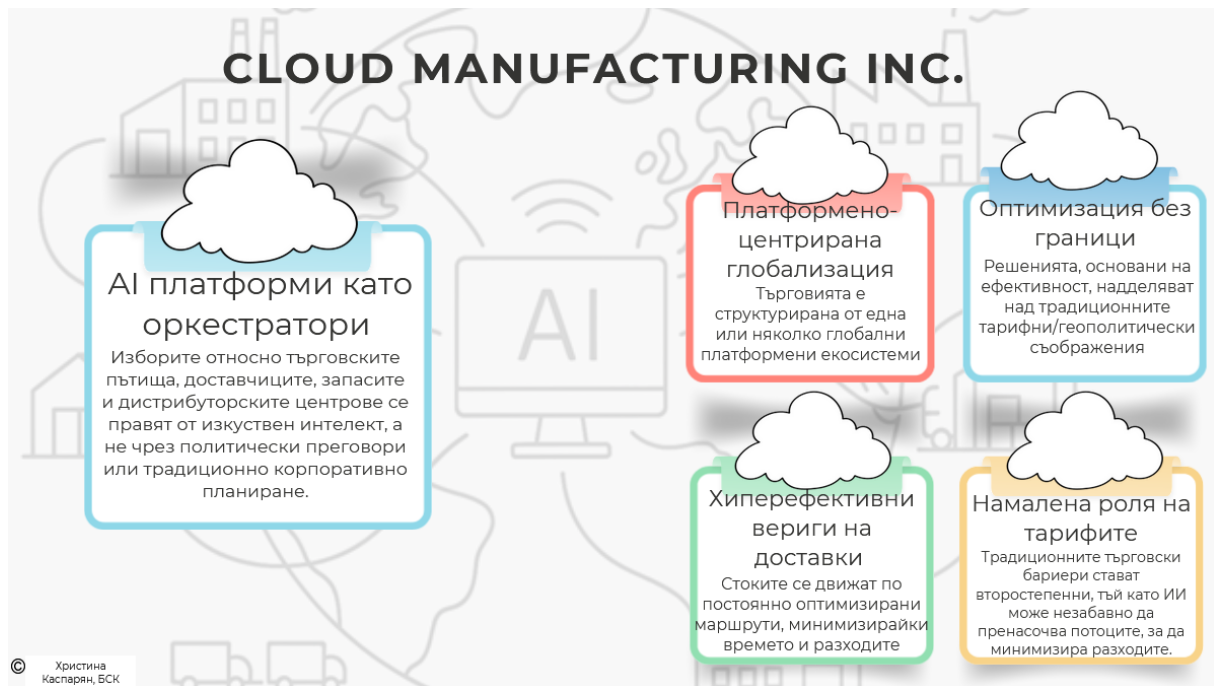 CLOUD MANUFACTURING INC.
AI платформи като
оркестратори
Изборите относно търговските
пътища, доставчиците, запасите
и дистрибуторските центрове се
правят от изкуствен интелект, а
не чрез политически преговори
или традиционно корпоративно
планиране.
AI
Платформено-
центрирана
глобализация
Търговията е
структурирана от една
или няколко глобални
платформени екосистеми
Оптимизация без
граници
Решенията, основани на
ефективност, надделяват
над традиционните
тарифни/геополитически
съображения
Хиперефективни
вериги на
доставки
Стоките се движат по
постоянно оптимизирани
маршрути, минимизирайки
времето и разходите
Намалена роля на
тарифите
Традиционните търговски
бариери стават
второстепенни, тъй като ИИ
може незабавно да
пренасочва потоците, за да
минимизира разходите.
© Христина
Каспарян, БСК